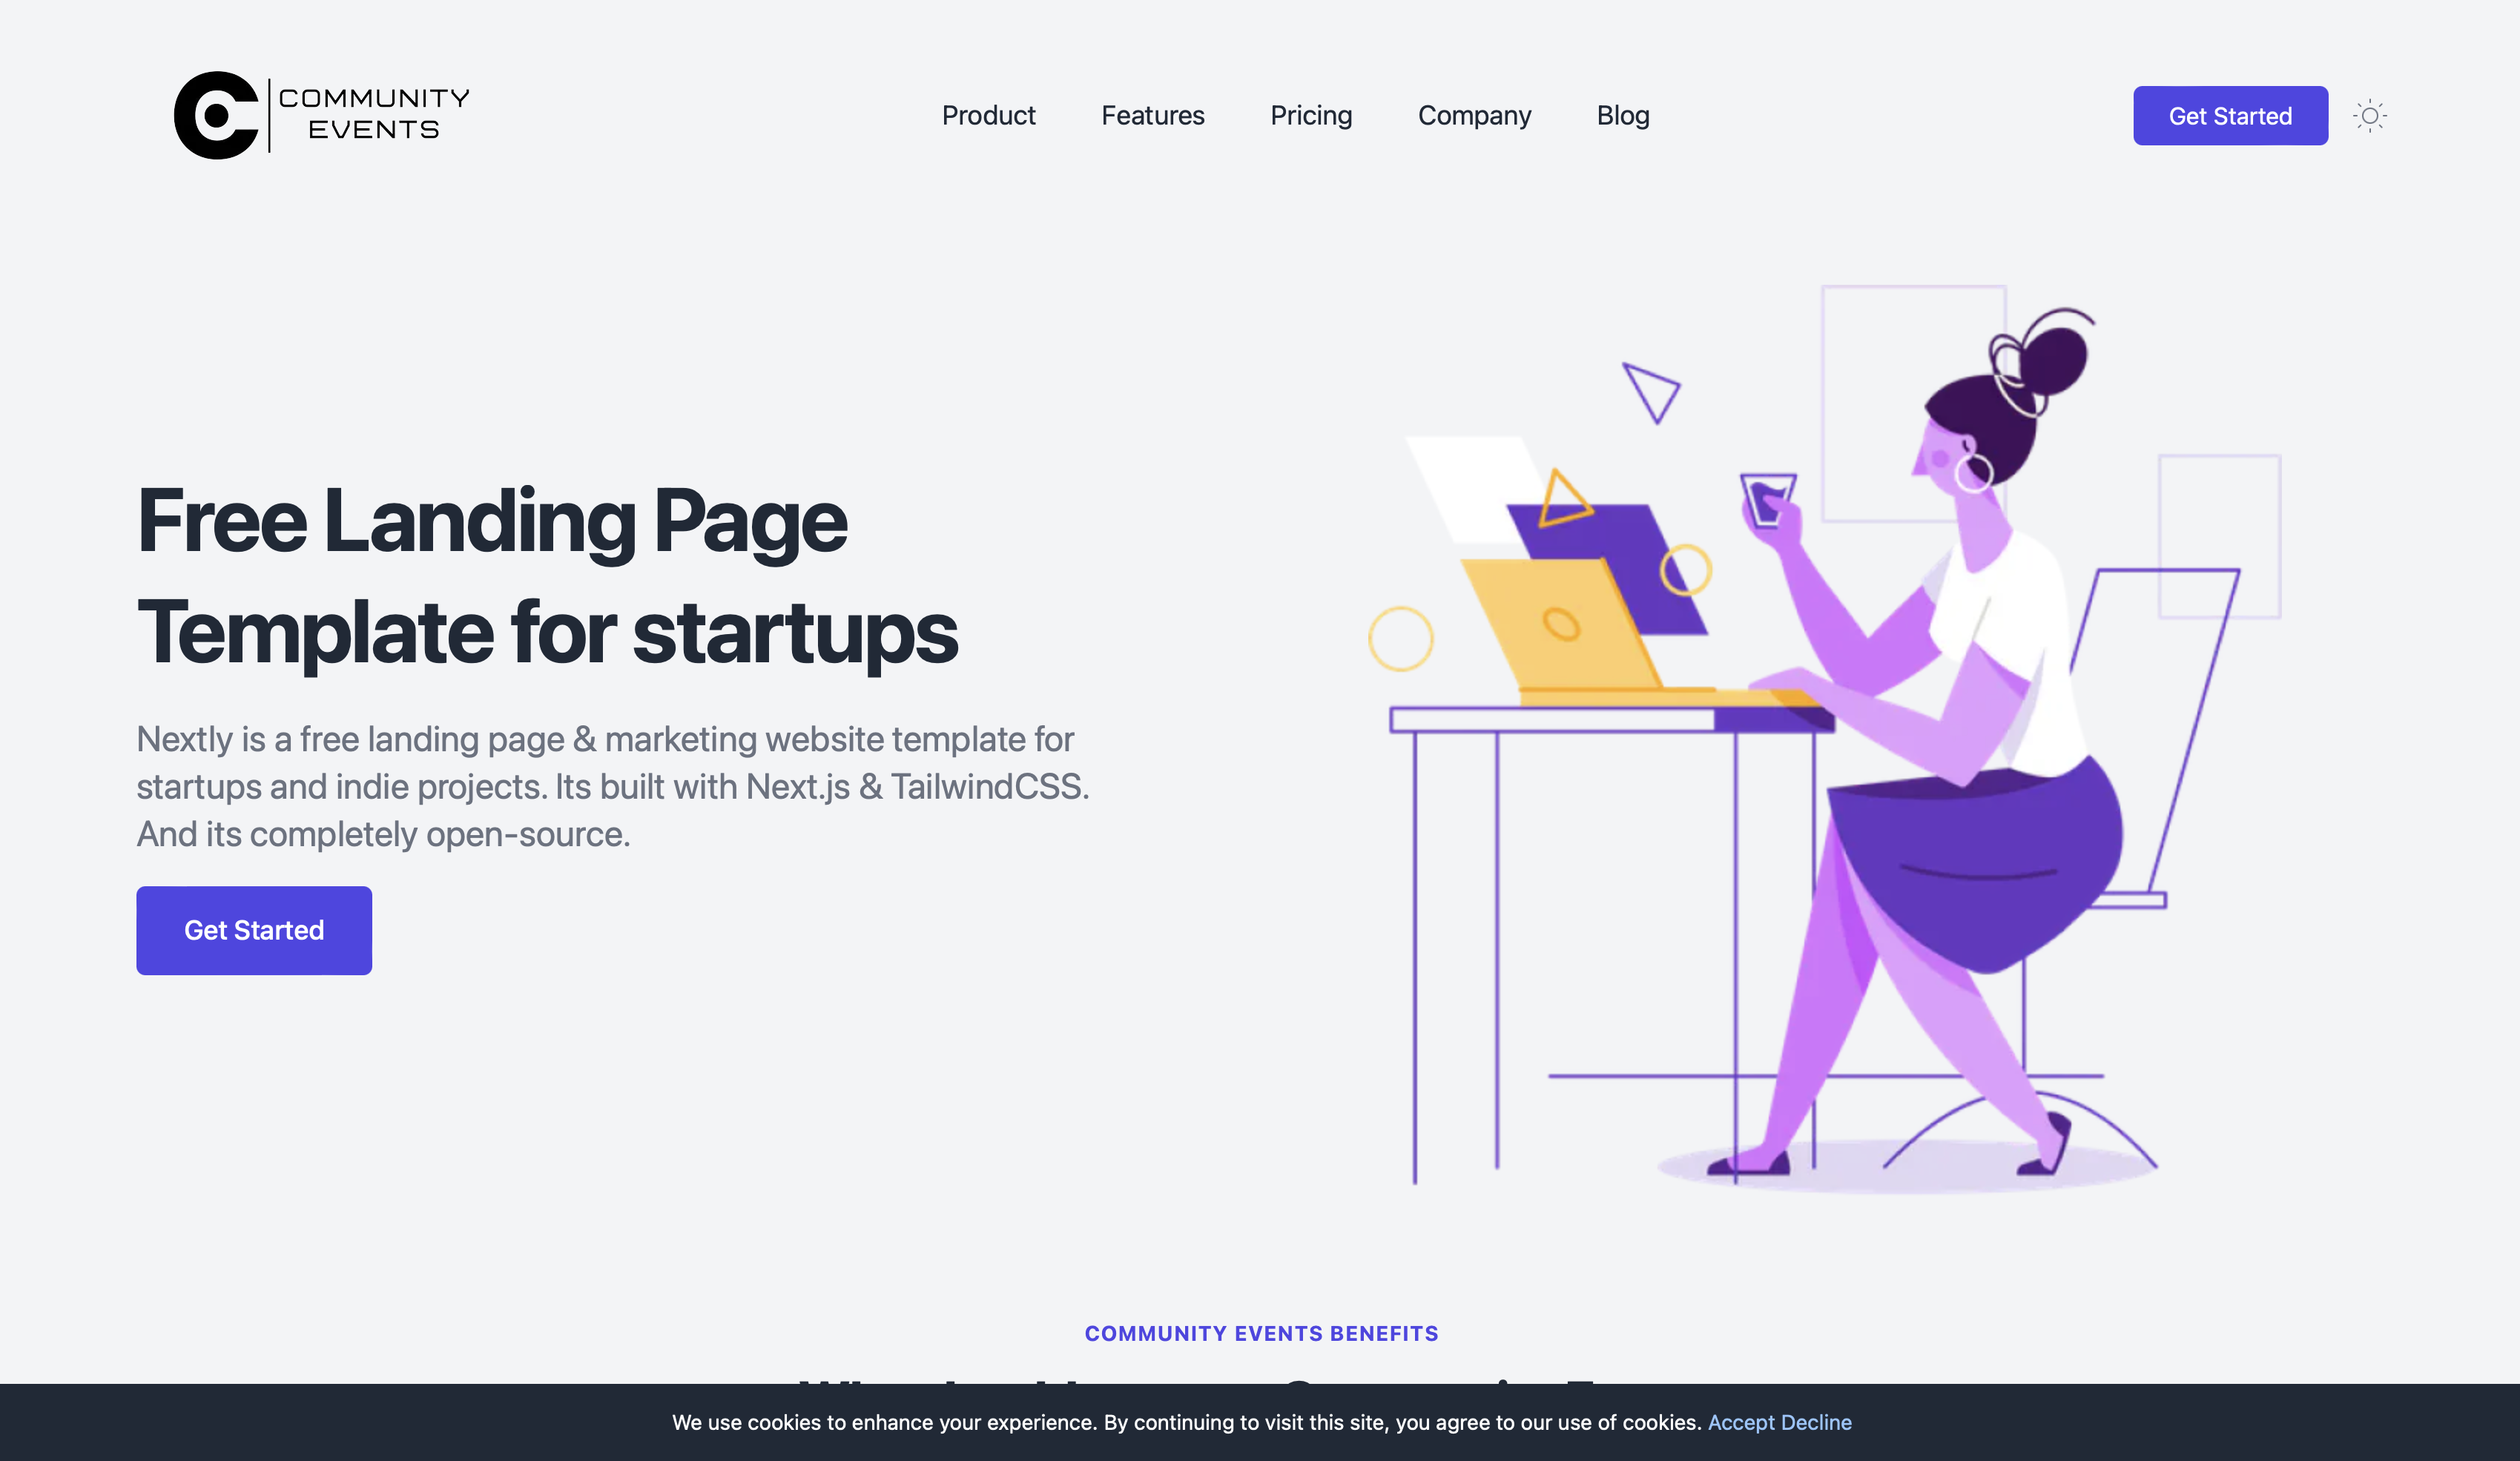 COMMUNITY
EVENTS
Product Features Pricing Company Blog
Get Started
Free Landing Page
Template for startups
Nextly is a free landing page & marketing website template for
startups and indie projects. Its built with Next.js & TailwindCSS.
And its completely open-source.
Get Started
COMMUNITY EVENTS BENEFITS
We use cookies to enhance your experience. By continuing to visit this site, you agree to our use of cookies. Accept Decline